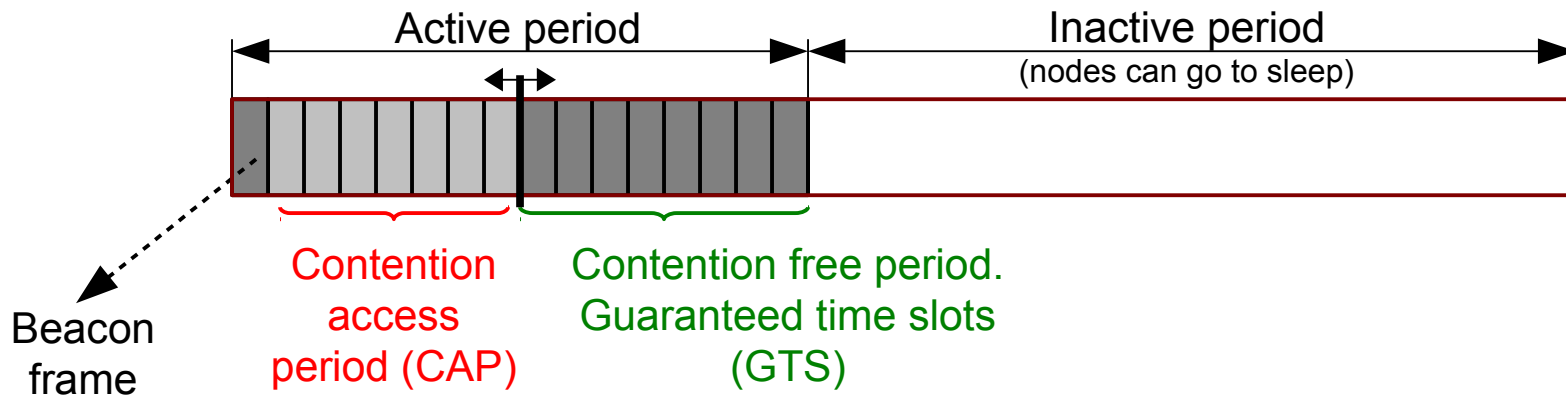 Active period
Inactive period
(nodes can go to sleep)
Beacon
frame
Contention
access
period (CAP)
Contention free period.
Guaranteed time slots
(GTS)